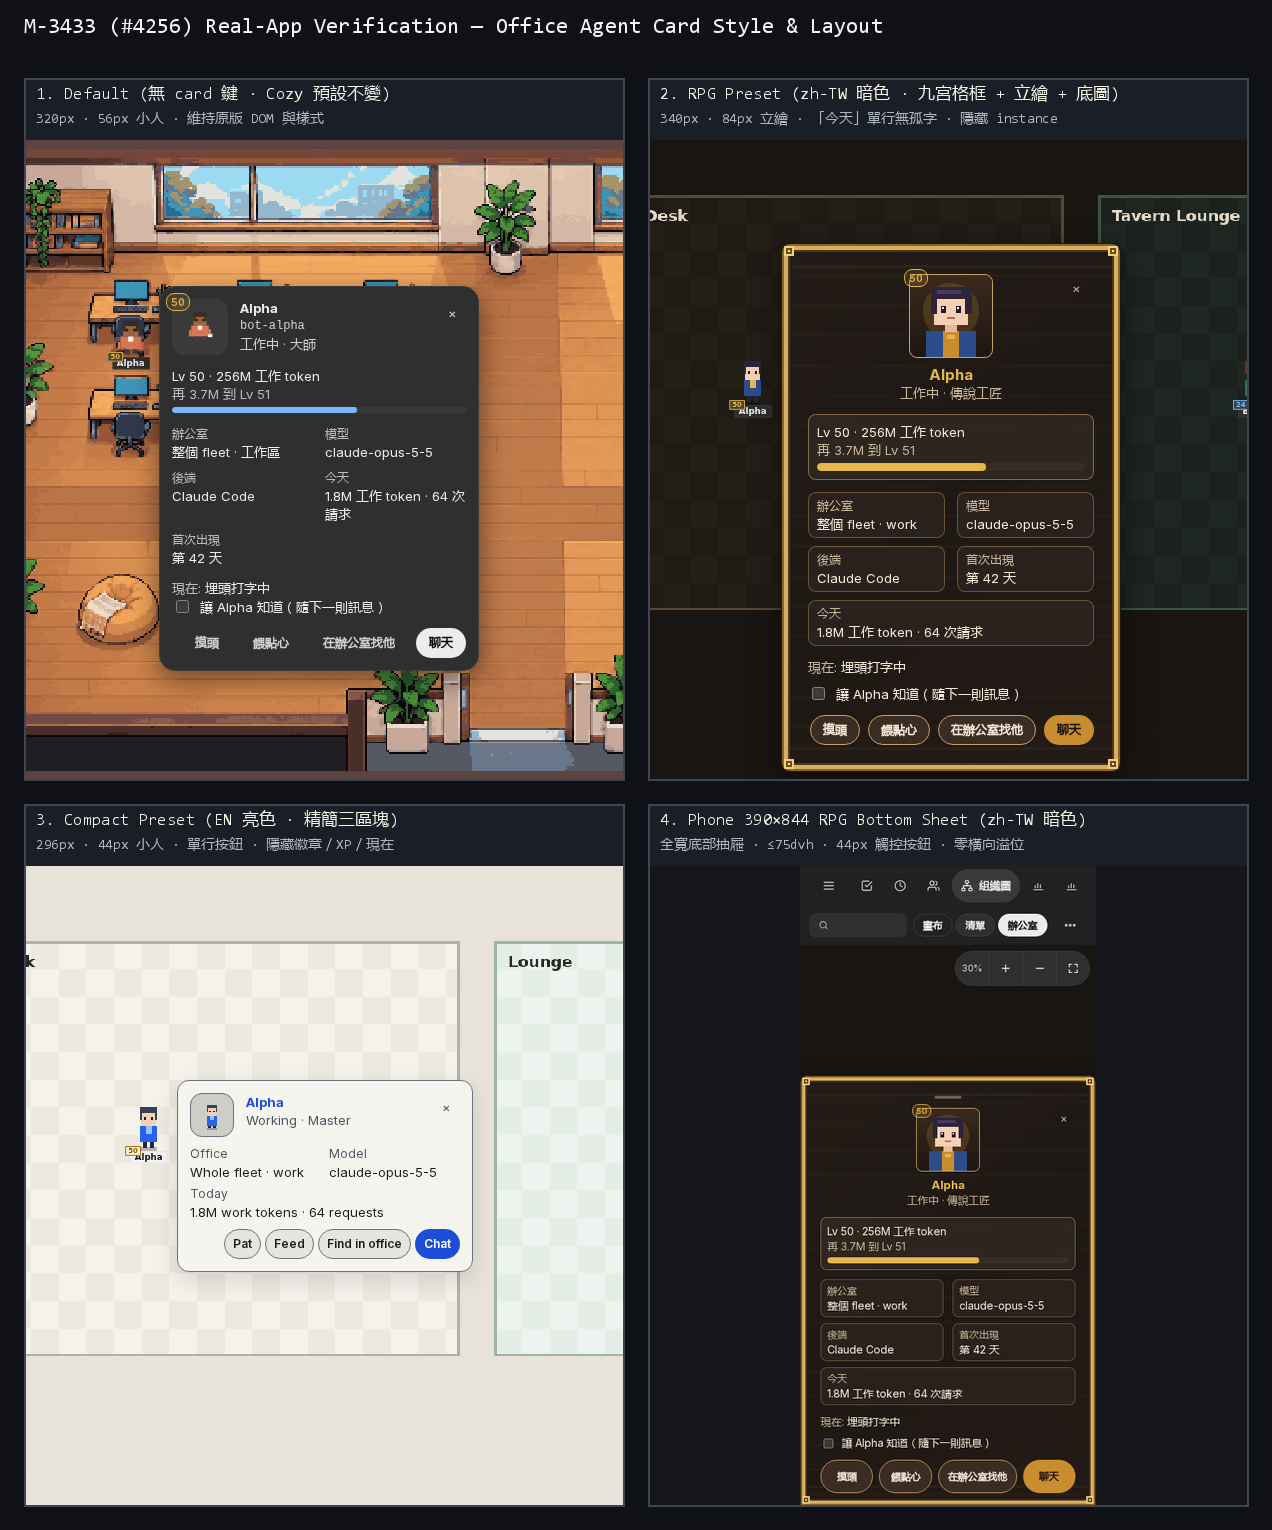 M-3433 (#4256) Real-App Verification — Office Agent Card Style & Layout
1. Default (無 card 鍵 · Cozy 預設不變)
320px · 56px 小人 · 維持原版 DOM 與樣式
50
Alpha
50
Alpha
bot-alpha
工作中 · 大師
×
Lv 50 · 256M 工作 token
再 3.7M 到 Lv 51
辦公室
整個 fleet · 工作區
模型
claude-opus-5-5
後端
Claude Code
今天
1.8M 工作 token · 64 次
請求
首次出現
第 42 天
現在: 埋頭打字中
讓 Alpha 知道 ( 隨下一則訊息 )
摸頭
餵點心
在辦公室找他
聊天
2. RPG Preset (zh-TW 暗色 · 九宮格框 + 立繪 + 底圖)
340px · 84px 立繪 · 「今天」單行無孤字 · 隱藏 instance
Desk
Tavern Lounge
50
Alpha
24
50
×
Alpha
工作中 · 傳說工匠
Lv 50 · 256M 工作 token
再 3.7M 到 Lv 51
辦公室
整個 fleet · work
模型
claude-opus-5-5
後端
Claude Code
首次出現
第 42 天
今天
1.8M 工作 token · 64 次請求
現在: 埋頭打字中
讓 Alpha 知道 ( 隨下一則訊息 )
摸頭
餵點心
在辦公室找他
聊天
3. Compact Preset (EN 亮色 · 精簡三區塊)
296px · 44px 小人 · 單行按鈕 · 隱藏徽章 / XP / 現在
k
Lounge
50
Alpha
Alpha
Working · Master
×
Office
Whole fleet · work
Model
claude-opus-5-5
Today
1.8M work tokens · 64 requests
Pat
Feed
Find in office
Chat
4. Phone 390×844 RPG Bottom Sheet (zh-TW 暗色)
全寬底部抽屜 · ≤75dvh · 44px 觸控按鈕 · 零橫向溢位
組織圖
畫布
清單
辦公室
•••
30%
+
−
50
×
Alpha
工作中 · 傳說工匠
Lv 50 · 256M 工作 token
再 3.7M 到 Lv 51
辦公室
整個 fleet · work
模型
claude-opus-5-5
後端
Claude Code
首次出現
第 42 天
今天
1.8M 工作 token · 64 次請求
現在: 埋頭打字中
讓 Alpha 知道 ( 隨下一則訊息 )
摸頭
餵點心
在辦公室找他
聊天